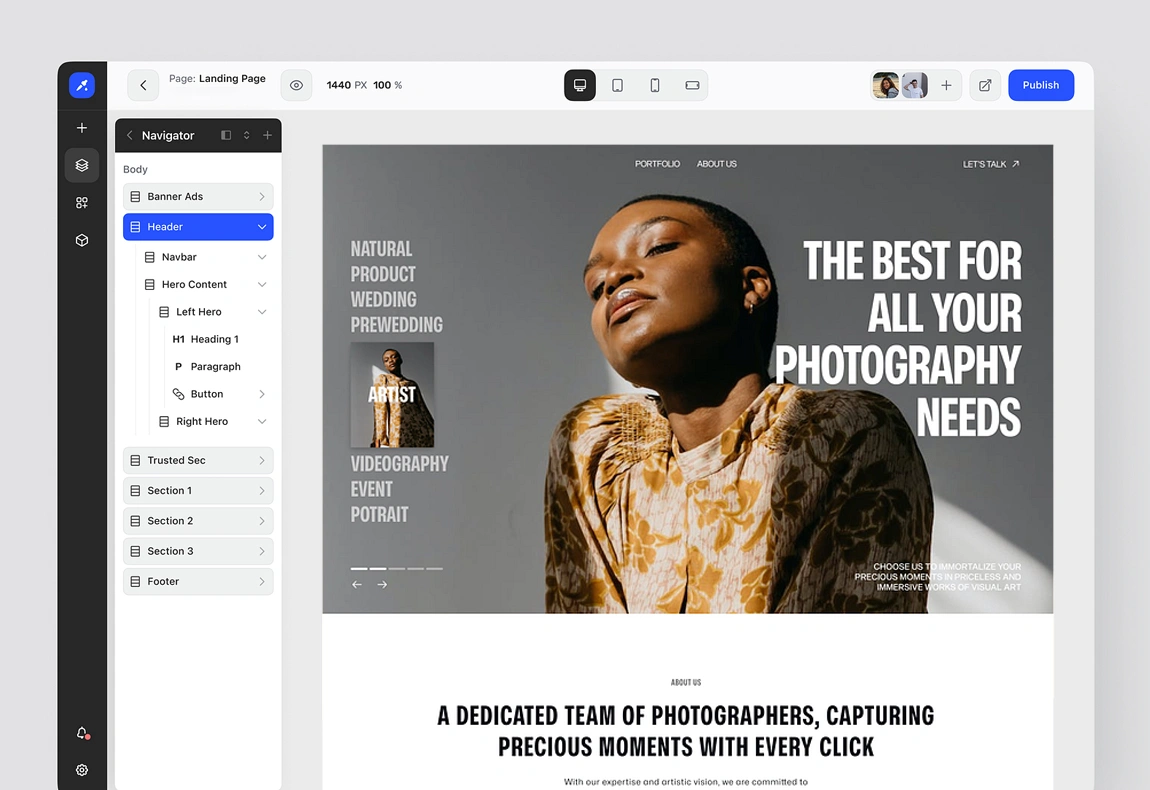 Page: Landing Page
1440 PX 100 %
Publish
Navigator
Body
Banner Ads
Header
Navbar
Hero Content
Left Hero
H1 Heading 1
P Paragraph
Button
Right Hero
Trusted Sec
Section 1
Section 2
Section 3
Footer
PORTFOLIO ABOUT US
LET'S TALK
NATURAL
PRODUCT
WEDDING
PREWEDDING
ARTIST
VIDEOGRAPHY
EVENT
POTRAIT
THE BEST FOR
ALL YOUR
PHOTOGRAPHY
NEEDS
CHOOSE US TO IMMORTALIZE YOUR
PRECIOUS MOMENTS IN PRICELESS AND
IMMERSIVE WORKS OF VISUAL ART
ABOUT US
A DEDICATED TEAM OF PHOTOGRAPHERS, CAPTURING
PRECIOUS MOMENTS WITH EVERY CLICK
With our expertise and artistic vision, we are committed to